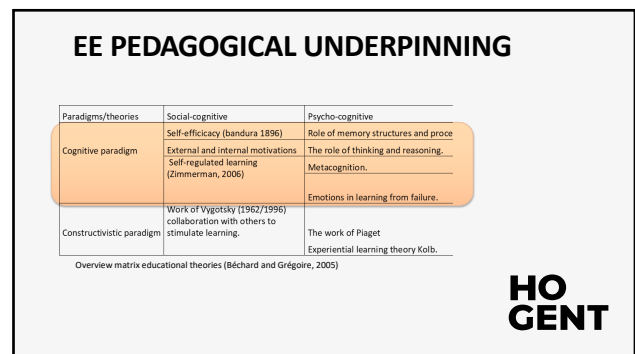 EE PEDAGOGICAL UNDERPINNING
Paradigms/theories Social-cognitive Psycho-cognitive
Self-efficicacy (bandura 1896) Role of memory structures and proce
Cognitive paradigm External and internal motivations The role of thinking and reasoning.
Self-regulated learning Metacognition.
(Zimmerman, 2006)
Emotions in learning from failure.
Work of Vygotsky (1962/1996)
collaboration with others to
Constructivistic paradigm stimulate learning. The work of Piaget
Experiential learning theory Kolb.
Overview matrix educational theories (Béchard and Grégoire, 2005)
HO
GENT